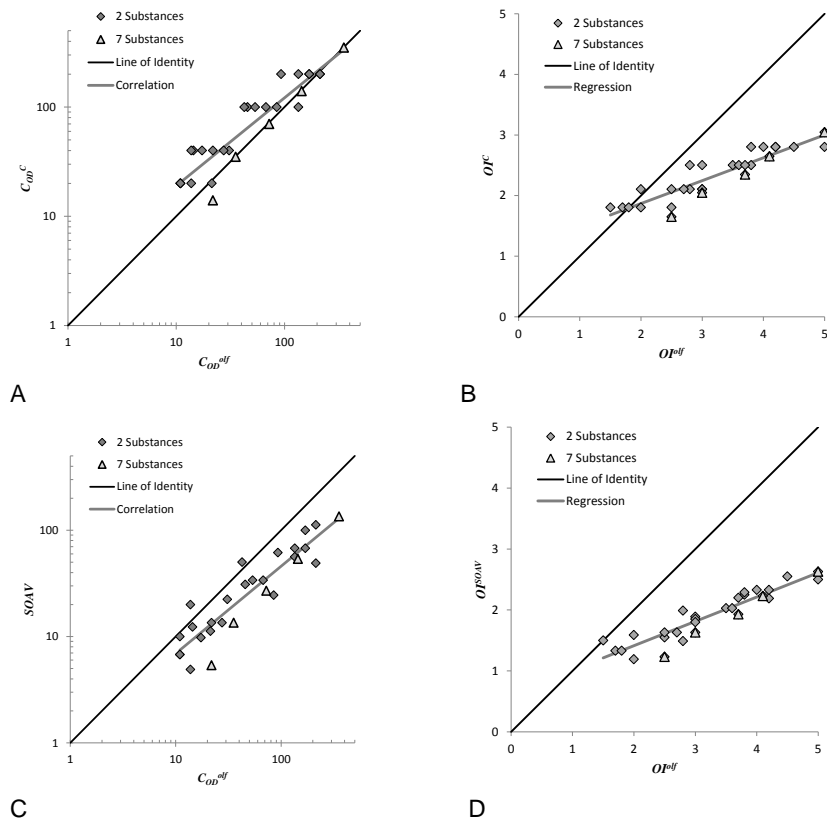 2 Substances
7 Substances
Line of Identity
Correlation
100
10
1
C_OD^C
1 10 100
C_OD^olf
A
2 Substances
7 Substances
Line of Identity
Regression
5
4
3
2
1
0
OI^C
0 1 2 3 4 5
OI^olf
B
2 Substances
7 Substances
Line of Identity
Correlation
100
10
1
SOAV
1 10 100
C_OD^olf
C
2 Substances
7 Substances
Line of Identity
Regression
5
4
3
2
1
0
OI^SOAV
0 1 2 3 4 5
OI^olf
D